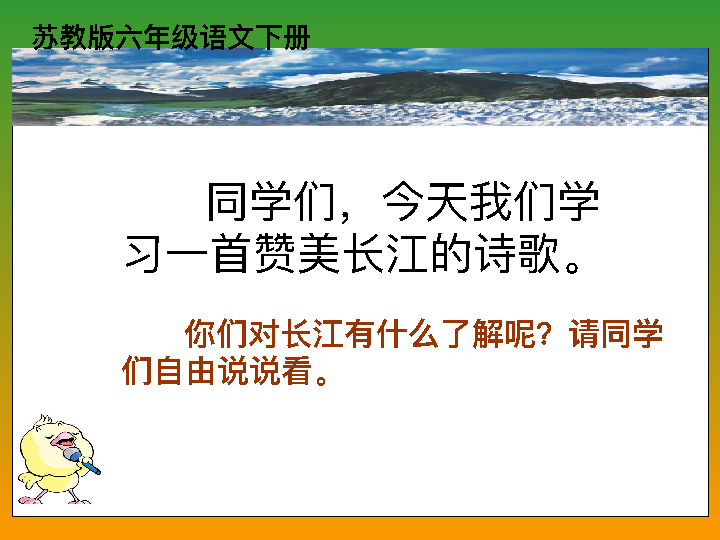 苏教版六年级语文下册
同学们，今天我们学
习一首赞美长江的诗歌。
你们对长江有什么了解呢？请同学
们自由说说看。